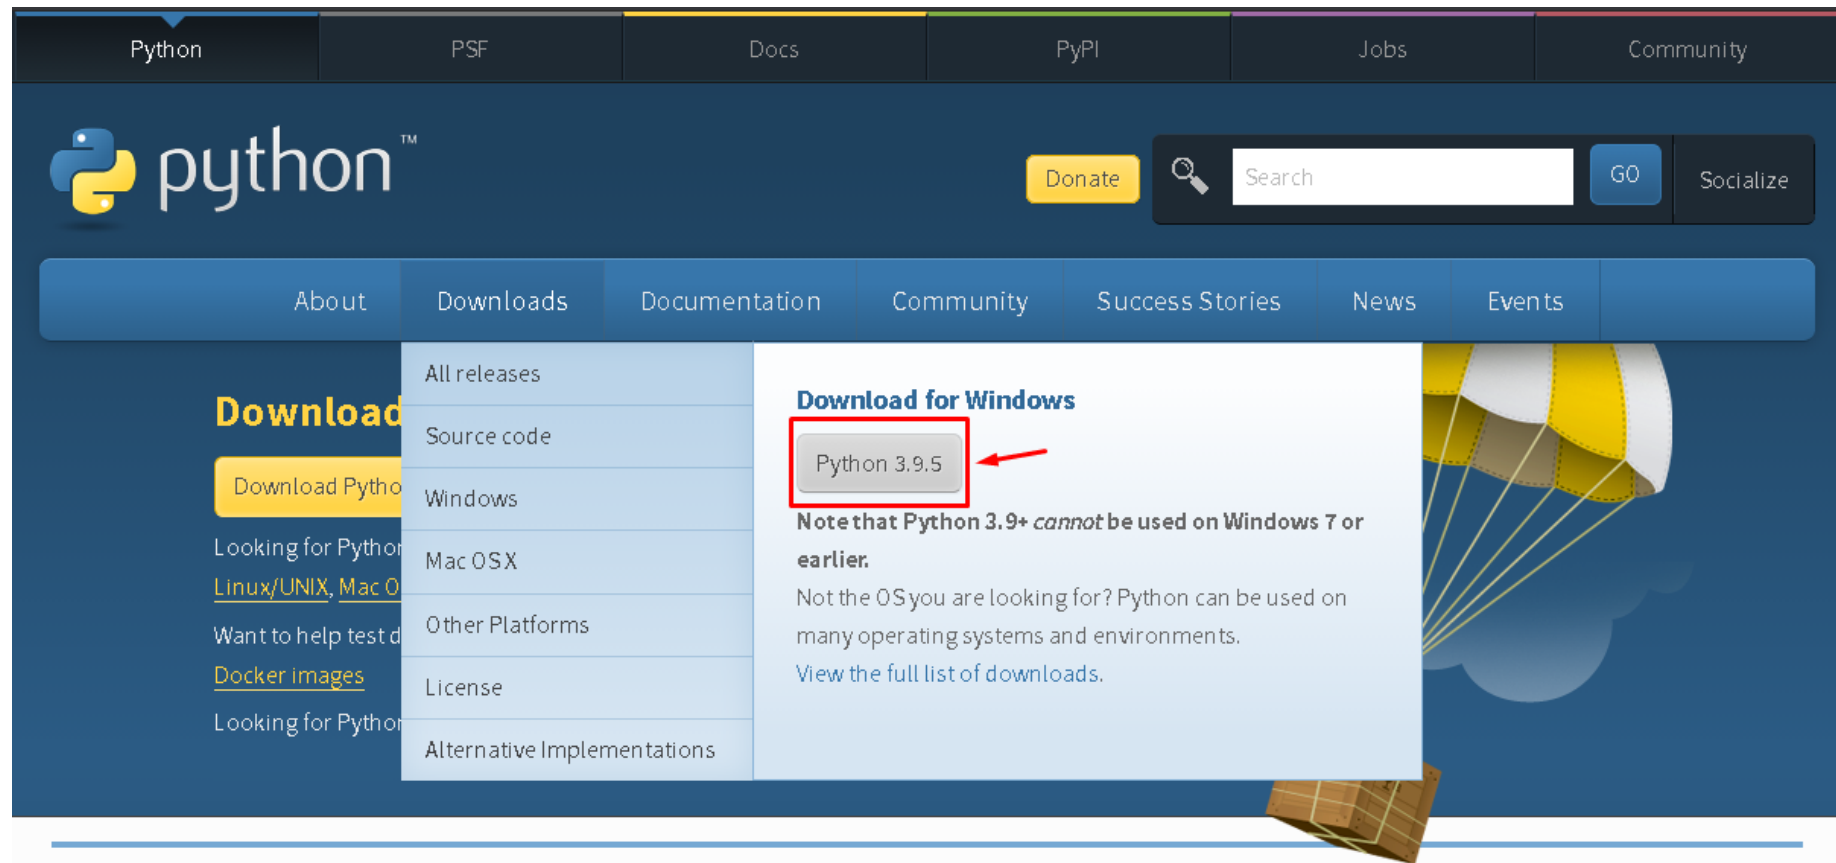 Python
PSF
Docs
PyPI
Jobs
Community
python™
Donate
Search
GO
Socialize
About
Downloads
Documentation
Community
Success Stories
News
Events
All releases
Source code
Windows
Mac OS X
Other Platforms
License
Alternative Implementations
Download for Windows
Python 3.9.5
Note that Python 3.9+ cannot be used on Windows 7 or
earlier.
Not the OS you are looking for? Python can be used on
many operating systems and environments.
View the full list of downloads.
Download
Download Pytho
Looking for Python
Linux/UNIX, Mac O
Want to help test d
Docker images
Looking for Python